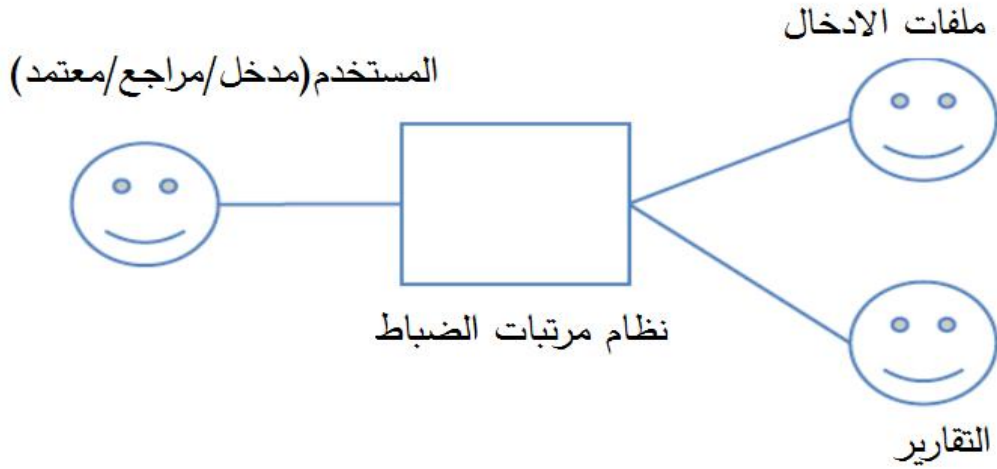 ملفات الادخال
المستخدم(مدخل/مراجع/معتمد)
نظام مرتبات الضباط
التقارير